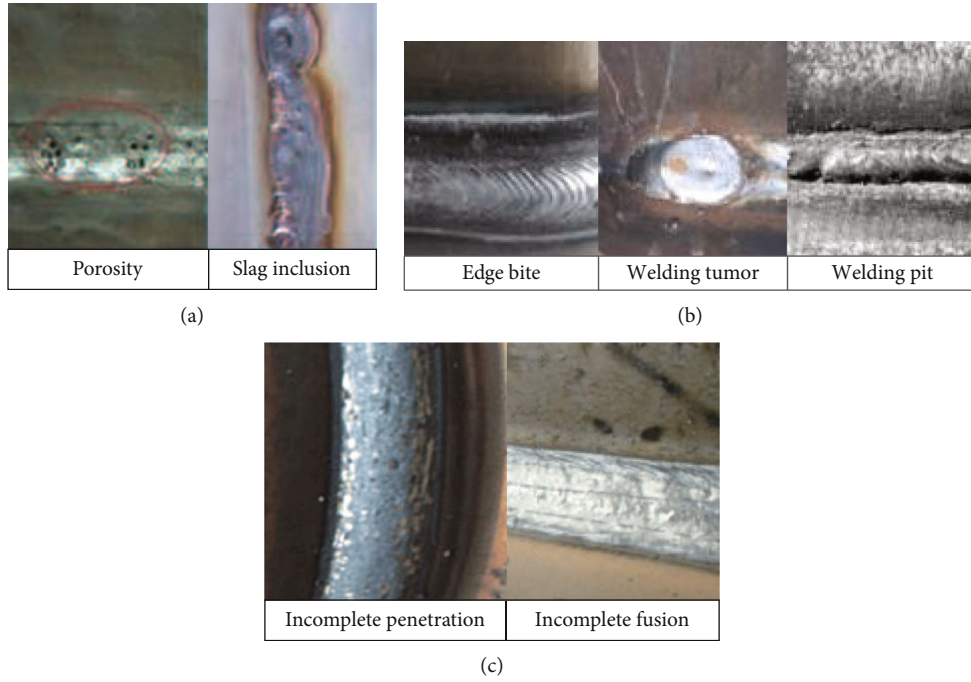 Porosity
Slag inclusion
(a)
Edge bite
Welding tumor
Welding pit
(b)
Incomplete penetration
Incomplete fusion
(c)